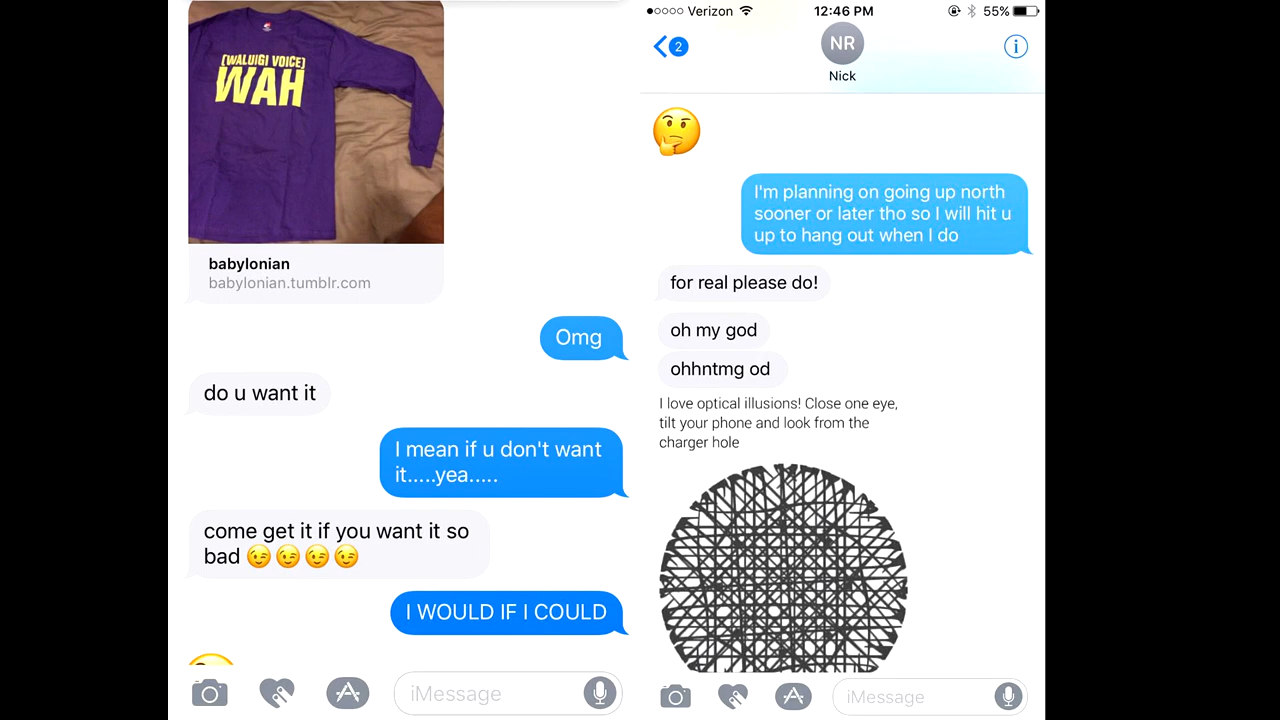 [WALUIGI VOICE]
WAH
babylonian
babylonian.tumblr.com
Omg
do u want it
I mean if u don't want
it.....yea.....
come get it if you want it so
bad 😉😉😉😉
I WOULD IF I COULD
iMessage
Verizon 12:46 PM 55%
2
NR
Nick
I'm planning on going up north
sooner or later tho so I will hit u
up to hang out when I do
for real please do!
oh my god
ohhntmg od
I love optical illusions! Close one eye,
tilt your phone and look from the
charger hole
iMessage